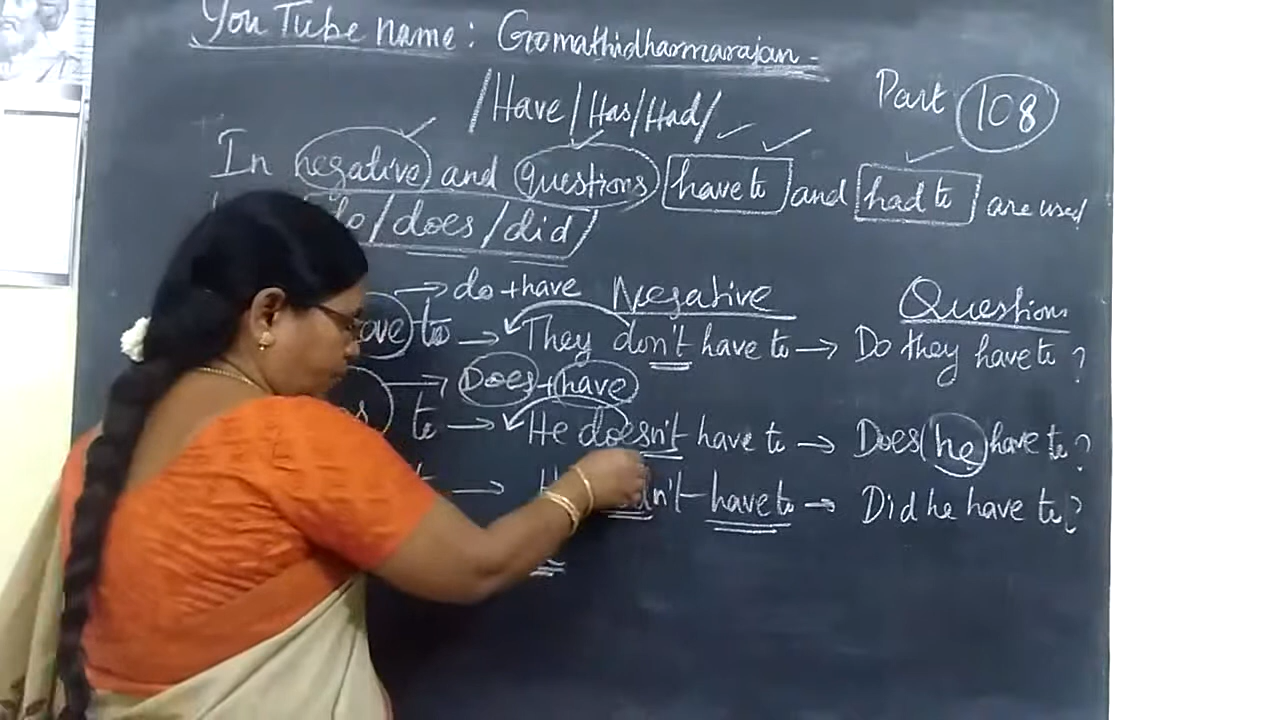 YouTube name: Gomathidharmarajan
/Have/Has/Had/
Part 108
In negative and questions have to and had to are used
do/does/did/
→ do + have Negative Questions
to → They don't have to → Do they have to?
→ Does + have
to → He doesn't have to → Does he have to?
→ have to → Did he have to?